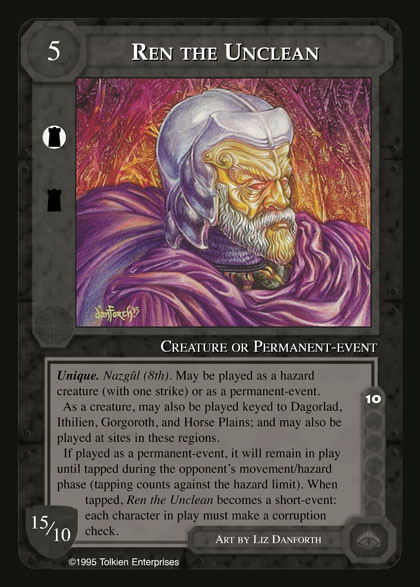 5
REN THE UNCLEAN
DanForth 95
CREATURE OR PERMANENT-EVENT
Unique. Nazgûl (8th). May be played as a hazard
creature (with one strike) or as a permanent-event.
As a creature, may also be played keyed to Dagorlad,
Ithilien, Gorgoroth, and Horse Plains; and may also be
played at sites in these regions.
If played as a permanent-event, it will remain in play
until tapped during the opponent's movement/hazard
phase (tapping counts against the hazard limit). When
tapped, Ren the Unclean becomes a short-event:
each character in play must make a corruption
check.
10
15/10
ART BY LIZ DANFORTH
©1995 Tolkien Enterprises